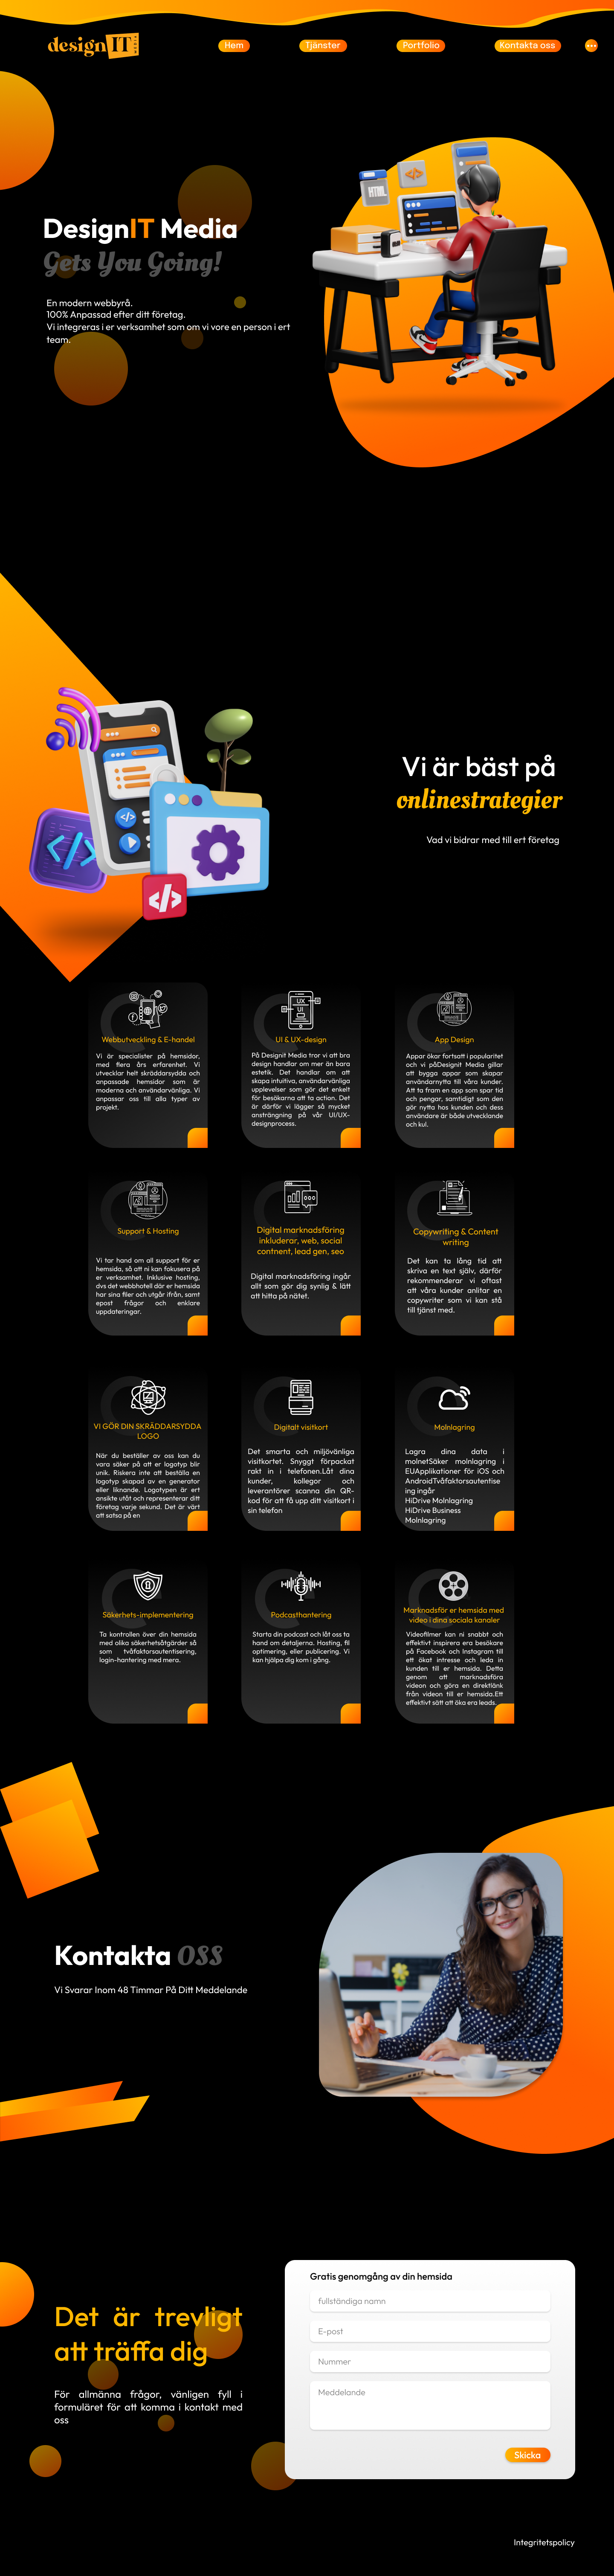 designIT
Hem
Tjänster
Portfolio
Kontakta oss
HTML
DesignIT Media
Gets You Going!
En modern webbyrå.
100% Anpassad efter ditt företag.
Vi integreras i er verksamhet som om vi vore en person i ert
team.
Vi är bäst på
onlinestrategier
Vad vi bidrar med till ert företag
Webbutveckling & E-handel
Vi är specialister på hemsidor,
med flera års erfarenhet. Vi
utvecklar helt skräddarsydda och
anpassade hemsidor som är
moderna och användarvänliga. Vi
anpassar oss till alla typer av
projekt.
UX
UI
UI & UX-design
På Designit Media tror vi att bra
design handlar om mer än bara
estetik. Det handlar om att
skapa intuitiva, användarvänliga
upplevelser som gör det enkelt
för besökarna att ta action. Det
är därför vi lägger så mycket
ansträngning på vår UI/UX-
designprocess.
App Design
Appar ökar fortsatt i popularitet
och vi påDesignit Media gillar
att bygga appar som skapar
användarnytta till våra kunder.
Att ta fram en app som spar tid
och pengar, samtidigt som den
gör nytta hos kunden och dess
användare är både utvecklande
och kul.
Support & Hosting
Vi tar hand om all support för er
hemsida, så att ni kan fokusera på
er verksamhet. Inklusive hosting,
dvs det webbhotell där er hemsida
har sina filer och utgår ifrån, samt
epost frågor och enklare
uppdateringar.
Digital marknadsföring
inkluderar, web, social
contnent, lead gen, seo
Digital marknadsföring ingår
allt som gör dig synlig & lätt
att hitta på nätet.
Copywriting & Content
writing
Det kan ta lång tid att
skriva en text själv, därför
rekommenderar vi oftast
att våra kunder anlitar en
copywriter som vi kan stå
till tjänst med.
VI GÖR DIN SKRÄDDARSYDDA
LOGO
När du beställer av oss kan du
vara säker på att er logotyp blir
unik. Riskera inte att beställa en
logotyp skapad av en generator
eller liknande. Logotypen är ert
ansikte utåt och representerar ditt
företag varje sekund. Det är värt
att satsa på en
Digitalt visitkort
Det smarta och miljövänliga
visitkortet. Snyggt förpackat
rakt in i telefonen.Låt dina
kunder, kollegor och
leverantörer scanna din QR-
kod för att få upp ditt visitkort i
sin telefon
Molnlagring
Lagra dina data i
molnetSäker molnlagring i
EUApplikationer för iOS och
AndroidTvåfaktorsautentise
ing ingår
HiDrive Molnlagring
HiDrive Business
Molnlagring
Säkerhets-implementering
Ta kontrollen över din hemsida
med olika säkerhetsåtgärder så
som tvåfaktorsautentisering,
login-hantering med mera.
Podcasthantering
Starta din podcast och låt oss ta
hand om detaljerna. Hosting, fil
optimering, eller publicering. Vi
kan hjälpa dig kom i gång.
Marknadsför er hemsida med
video i dina sociala kanaler
Videofilmer kan ni snabbt och
effektivt inspirera era besökare
på Facebook och Instagram till
ett ökat intresse och leda in
kunden till er hemsida. Detta
genom att marknadsföra
videon och göra en direktlänk
från videon till er hemsida.Ett
effektivt sätt att öka era leads.
Kontakta oss
Vi Svarar Inom 48 Timmar På Ditt Meddelande
Det är trevligt
att träffa dig
För allmänna frågor, vänligen fyll i
formuläret för att komma i kontakt med
oss
Gratis genomgång av din hemsida
fullständiga namn
E-post
Nummer
Meddelande
Skicka
Integritetspolicy